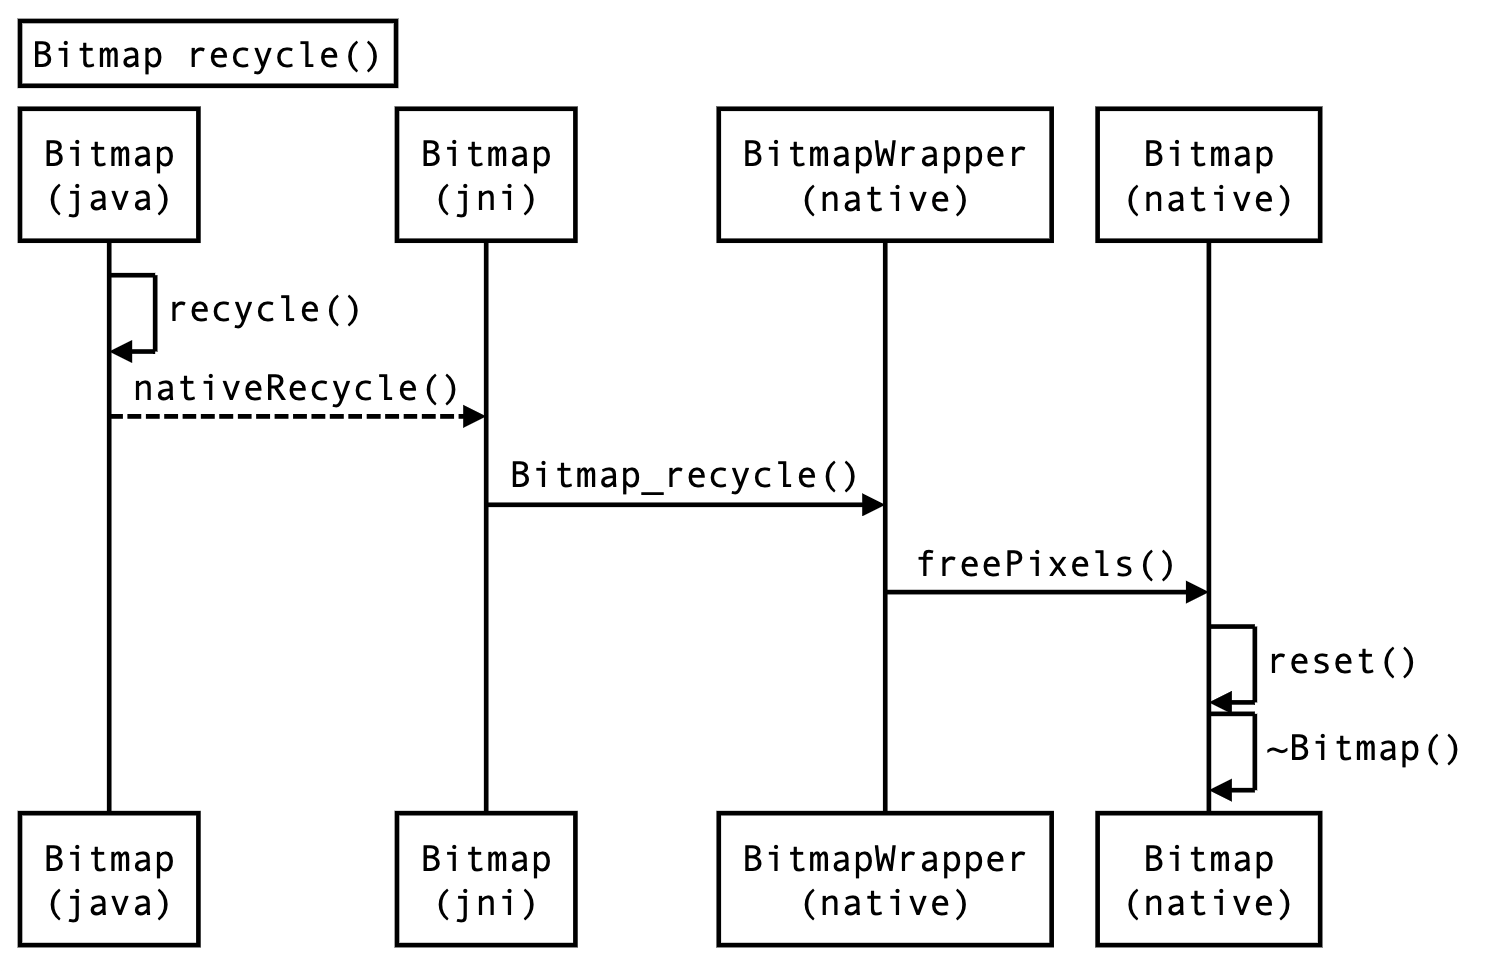 Bitmap recycle()
Bitmap
(java)
Bitmap
(jni)
BitmapWrapper
(native)
Bitmap
(native)
recycle()
nativeRecycle()
Bitmap_recycle()
freePixels()
reset()
~Bitmap()
Bitmap
(java)
Bitmap
(jni)
BitmapWrapper
(native)
Bitmap
(native)